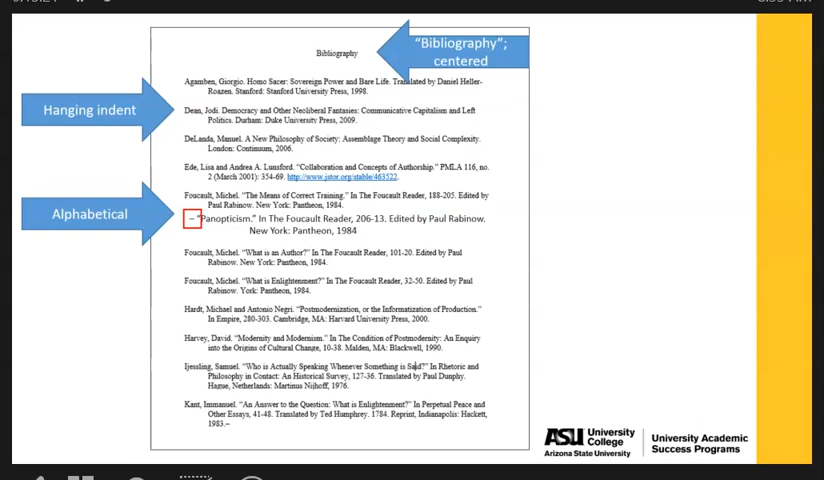 Bibliography
"Bibliography";
centered
Hanging indent
Alphabetical
Agamben, Giorgio. Homo Sacer: Sovereign Power and Bare Life. Translated by Daniel Heller-
Roazen. Stanford: Stanford University Press, 1998.
Dean, Jodi. Democracy and Other Neoliberal Fantasies: Communicative Capitalism and Left
Politics. Durham: Duke University Press, 2009.
DeLanda, Manuel. A New Philosophy of Society: Assemblage Theory and Social Complexity.
London: Continuum, 2006.
Ede, Lisa and Andrea A. Lunsford. "Collaboration and Concepts of Authorship." PMLA 116, no.
2 (March 2001): 354-69. http://www.jstor.org/stable/463522.
Foucault, Michel. "The Means of Correct Training." In The Foucault Reader, 188-205. Edited by
Paul Rabinow. New York: Pantheon, 1984.
– "Panopticism." In The Foucault Reader, 206-13. Edited by Paul Rabinow.
New York: Pantheon, 1984
Foucault, Michel. "What is an Author?" In The Foucault Reader, 101-20. Edited by Paul
Rabinow. New York: Pantheon, 1984.
Foucault, Michel. "What is Enlightenment?" In The Foucault Reader, 32-50. Edited by Paul
Rabinow. York: Pantheon, 1984.
Hardt, Michael and Antonio Negri. "Postmodernization, or the Informatization of Production."
In Empire, 280-303. Cambridge, MA: Harvard University Press, 2000.
Harvey, David. "Modernity and Modernism." In The Condition of Postmodernity: An Enquiry
into the Origins of Cultural Change, 10-38. Malden, MA: Blackwell, 1990.
Ijessling, Samuel. "Who is Actually Speaking Whenever Something is Said?" In Rhetoric and
Philosophy in Contact: An Historical Survey, 127-36. Translated by Paul Dunphy.
Hague, Netherlands: Martinus Nijhoff, 1976.
Kant, Immanuel. "An Answer to the Question: What is Enlightenment?" In Perpetual Peace and
Other Essays, 41-48. Translated by Ted Humphrey. 1784. Reprint, Indianapolis: Hackett,
1983.–
ASU University
College
Arizona State University
University Academic
Success Programs